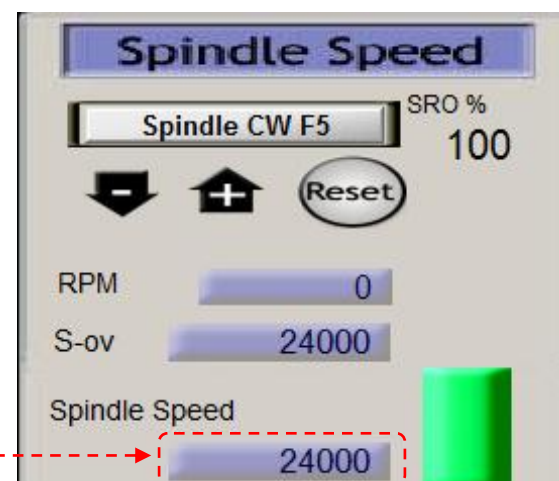 Spindle Speed
Spindle CW F5
SRO %
100
- + Reset
RPM 0
S-ov 24000
Spindle Speed
24000